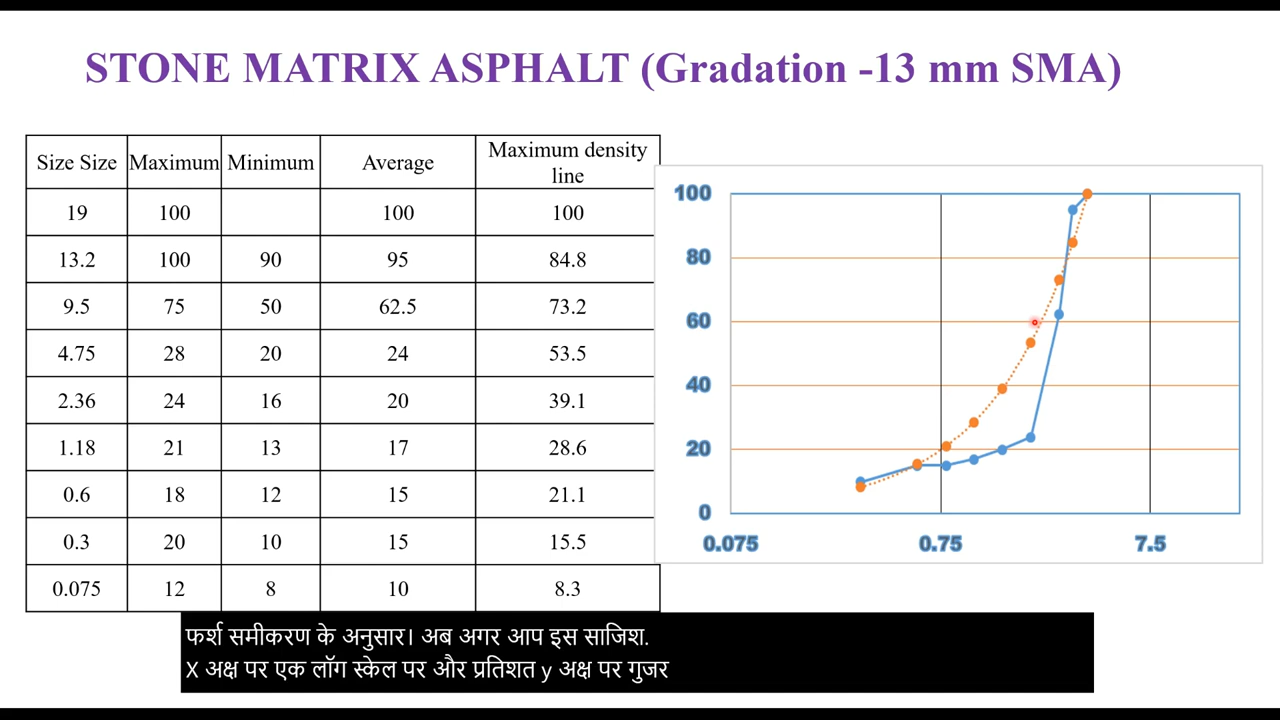 STONE MATRIX ASPHALT (Gradation -13 mm SMA)
Size Size Maximum Minimum Average Maximum density line
19 100 100 100
13.2 100 90 95 84.8
9.5 75 50 62.5 73.2
4.75 28 20 24 53.5
2.36 24 16 20 39.1
1.18 21 13 17 28.6
0.6 18 12 15 21.1
0.3 20 10 15 15.5
0.075 12 8 10 8.3
100
80
60
40
20
0
0.075 0.75 7.5
फर्श समीकरण के अनुसार। अब अगर आप इस साजिश.
X अक्ष पर एक लॉग स्केल पर और प्रतिशत y अक्ष पर गुजर